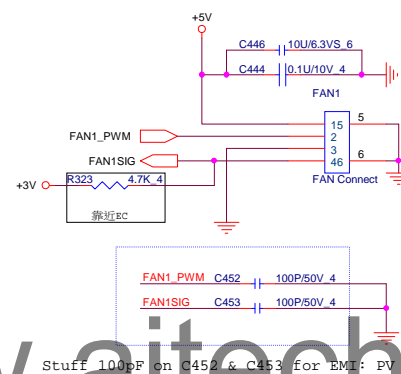 +5V
C446 10U/6.3VS_6
C444 0.1U/10V_4
FAN1
15 5
FAN1_PWM 2
3
FAN1SIG 46 6
FAN Connect
+3V R323 4.7K_4
靠近EC
FAN1_PWM C452 100P/50V_4
FAN1SIG C453 100P/50V_4
w.aitech
Stuff 100pF on C452 & C453 for EMI: PV